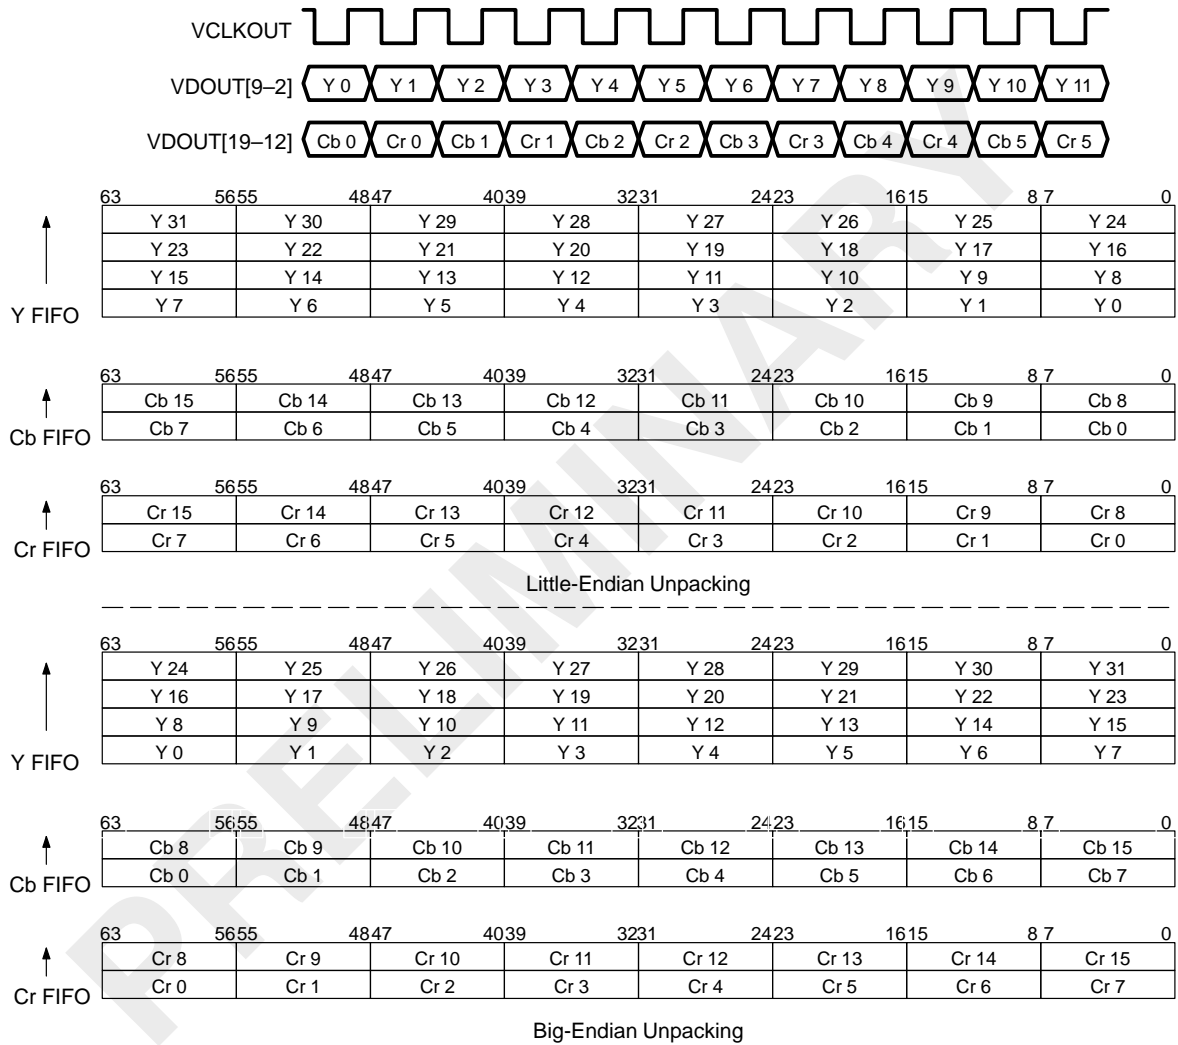 VCLKOUT
VDOUT[9–2] Y 0 Y 1 Y 2 Y 3 Y 4 Y 5 Y 6 Y 7 Y 8 Y 9 Y 10 Y 11
VDOUT[19–12] Cb 0 Cr 0 Cb 1 Cr 1 Cb 2 Cr 2 Cb 3 Cr 3 Cb 4 Cr 4 Cb 5 Cr 5
63 5655 4847 4039 3231 2423 1615 8 7 0
Y 31 Y 30 Y 29 Y 28 Y 27 Y 26 Y 25 Y 24
Y 23 Y 22 Y 21 Y 20 Y 19 Y 18 Y 17 Y 16
Y 15 Y 14 Y 13 Y 12 Y 11 Y 10 Y 9 Y 8
Y FIFO Y 7 Y 6 Y 5 Y 4 Y 3 Y 2 Y 1 Y 0
63 5655 4847 4039 3231 2423 1615 8 7 0
Cb 15 Cb 14 Cb 13 Cb 12 Cb 11 Cb 10 Cb 9 Cb 8
Cb FIFO Cb 7 Cb 6 Cb 5 Cb 4 Cb 3 Cb 2 Cb 1 Cb 0
63 5655 4847 4039 3231 2423 1615 8 7 0
Cr 15 Cr 14 Cr 13 Cr 12 Cr 11 Cr 10 Cr 9 Cr 8
Cr FIFO Cr 7 Cr 6 Cr 5 Cr 4 Cr 3 Cr 2 Cr 1 Cr 0
Little-Endian Unpacking
63 5655 4847 4039 3231 2423 1615 8 7 0
Y 24 Y 25 Y 26 Y 27 Y 28 Y 29 Y 30 Y 31
Y 16 Y 17 Y 18 Y 19 Y 20 Y 21 Y 22 Y 23
Y 8 Y 9 Y 10 Y 11 Y 12 Y 13 Y 14 Y 15
Y FIFO Y 0 Y 1 Y 2 Y 3 Y 4 Y 5 Y 6 Y 7
63 5655 4847 4039 3231 2423 1615 8 7 0
Cb 8 Cb 9 Cb 10 Cb 11 Cb 12 Cb 13 Cb 14 Cb 15
Cb FIFO Cb 0 Cb 1 Cb 2 Cb 3 Cb 4 Cb 5 Cb 6 Cb 7
63 5655 4847 4039 3231 2423 1615 8 7 0
Cr 8 Cr 9 Cr 10 Cr 11 Cr 12 Cr 13 Cr 14 Cr 15
Cr FIFO Cr 0 Cr 1 Cr 2 Cr 3 Cr 4 Cr 5 Cr 6 Cr 7
Big-Endian Unpacking
PRELIMINARY